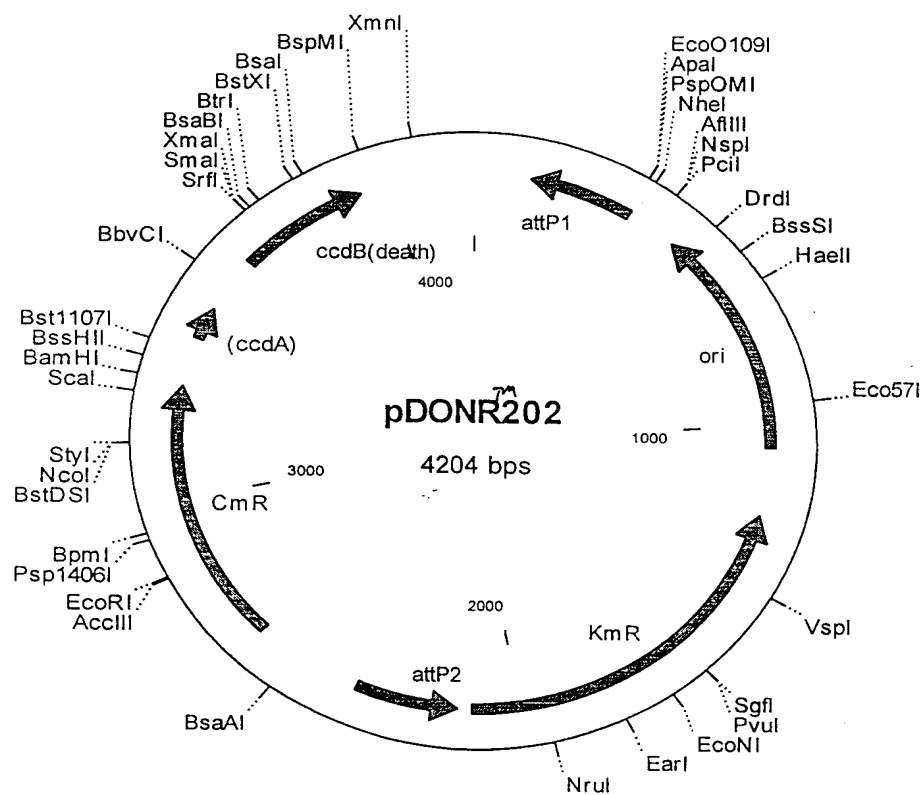 XmnI
BspMI
BsaI
BstXI
BtrI
BsaBI
XmaI
SmaI
SrfI
BbvCI
Bst1107I
BssHII
BamHI
ScaI
StyI
NcoI
BstDSI
BpmI
Psp1406I
EcoRI
AccIII
BsaAI
EcoO109I
ApaI
PspOMI
NheI
AflIII
NspI
PciI
DrdI
BssSI
HaeII
Eco57I
VspI
SgfI
PvuI
EcoNI
EarI
NruI
attP1
ccdB(death)
4000
(ccdA)
ori
pDONR™202
4204 bps
1000
3000
CmR
2000
KmR
attP2